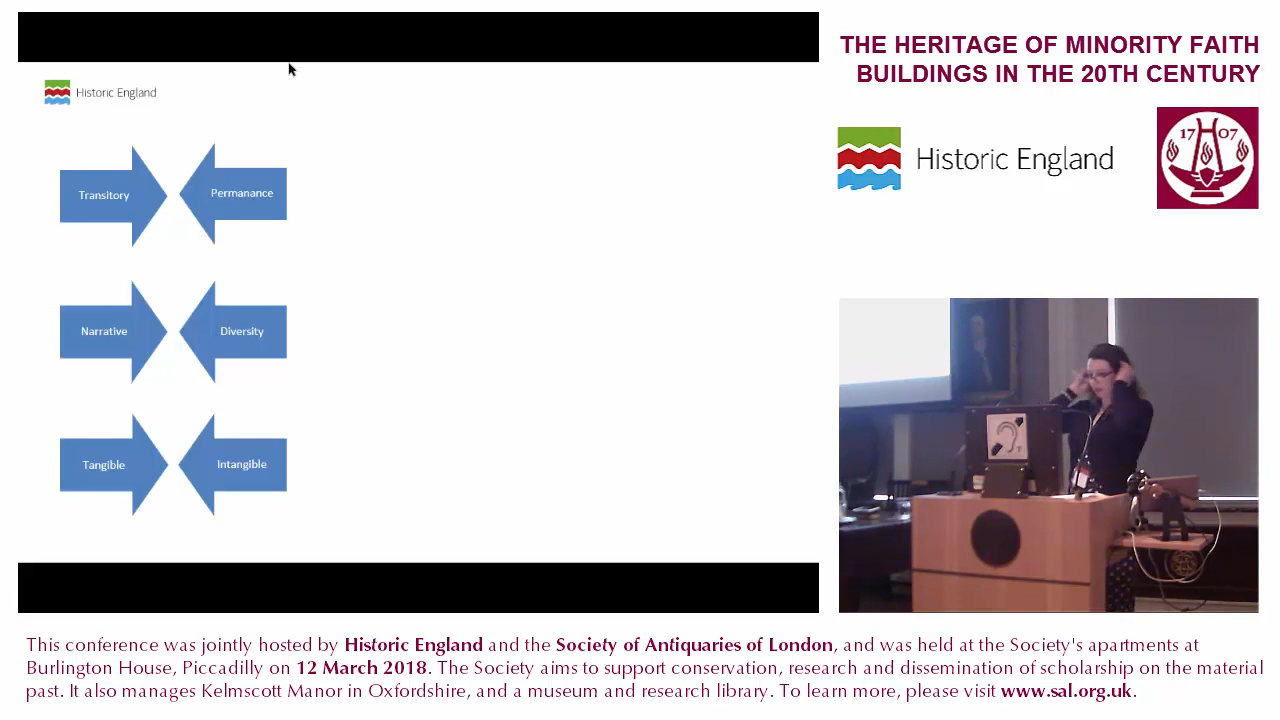 THE HERITAGE OF MINORITY FAITH
BUILDINGS IN THE 20TH CENTURY
Historic England
Historic England
17 07
Transitory
Permanance
Narrative
Diversity
Tangible
Intangible
T
This conference was jointly hosted by Historic England and the Society of Antiquaries of London, and was held at the Society's apartments at
Burlington House, Piccadilly on 12 March 2018. The Society aims to support conservation, research and dissemination of scholarship on the material
past. It also manages Kelmscott Manor in Oxfordshire, and a museum and research library. To learn more, please visit www.sal.org.uk.